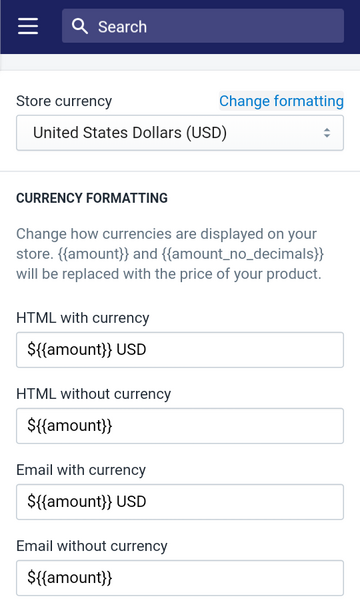 Search
Store currency
Change formatting
United States Dollars (USD)
CURRENCY FORMATTING
Change how currencies are displayed on your
store. {{amount}} and {{amount_no_decimals}}
will be replaced with the price of your product.
HTML with currency
${{amount}} USD
HTML without currency
${{amount}}
Email with currency
${{amount}} USD
Email without currency
${{amount}}